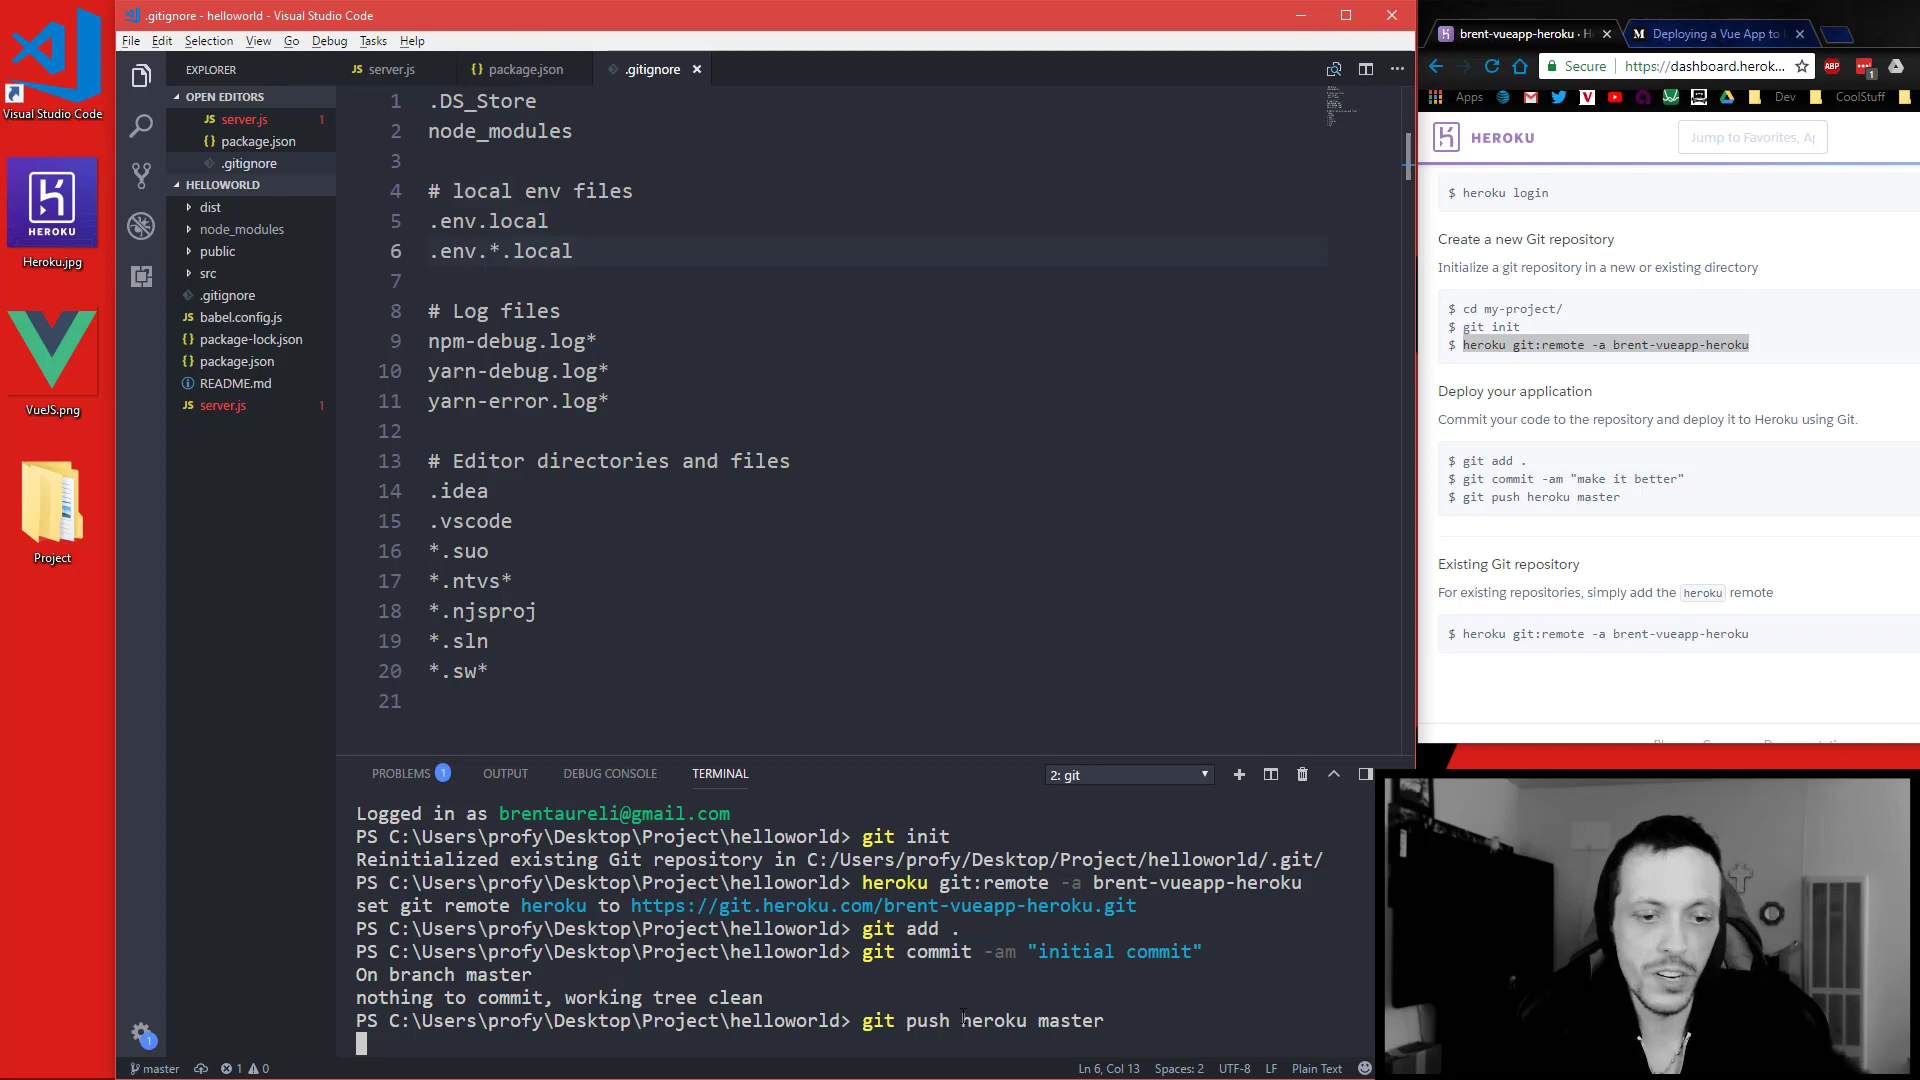 Visual Studio Code
HEROKU
Heroku.jpg
VueJS.png
Project
.gitignore - helloworld - Visual Studio Code
File Edit Selection View Go Debug Tasks Help
EXPLORER
OPEN EDITORS
JS server.js 1
{} package.json
.gitignore
HELLOWORLD
dist
node_modules
public
src
.gitignore
JS babel.config.js
{} package-lock.json
{} package.json
README.md
JS server.js 1
JS server.js {} package.json .gitignore
1 .DS_Store
2 node_modules
3
4 # local env files
5 .env.local
6 .env.*.local
7
8 # Log files
9 npm-debug.log*
10 yarn-debug.log*
11 yarn-error.log*
12
13 # Editor directories and files
14 .idea
15 .vscode
16 *.suo
17 *.ntvs*
18 *.njsproj
19 *.sln
20 *.sw*
21
PROBLEMS 1 OUTPUT DEBUG CONSOLE TERMINAL 2: git
Logged in as brentaureli@gmail.com
PS C:\Users\profy\Desktop\Project\helloworld> git init
Reinitialized existing Git repository in C:/Users/profy/Desktop/Project/helloworld/.git/
PS C:\Users\profy\Desktop\Project\helloworld> heroku git:remote -a brent-vueapp-heroku
set git remote heroku to https://git.heroku.com/brent-vueapp-heroku.git
PS C:\Users\profy\Desktop\Project\helloworld> git add .
PS C:\Users\profy\Desktop\Project\helloworld> git commit -am "initial commit"
On branch master
nothing to commit, working tree clean
PS C:\Users\profy\Desktop\Project\helloworld> git push heroku master
1
master 1 0 Ln 6, Col 13 Spaces: 2 UTF-8 LF Plain Text
brent-vueapp-heroku · H Deploying a Vue App to
Secure https://dashboard.herok... ABP 1
Apps Dev CoolStuff
HEROKU Jump to Favorites, Ap
$ heroku login
Create a new Git repository
Initialize a git repository in a new or existing directory
$ cd my-project/
$ git init
$ heroku git:remote -a brent-vueapp-heroku
Deploy your application
Commit your code to the repository and deploy it to Heroku using Git.
$ git add .
$ git commit -am "make it better"
$ git push heroku master
Existing Git repository
For existing repositories, simply add the heroku remote
$ heroku git:remote -a brent-vueapp-heroku